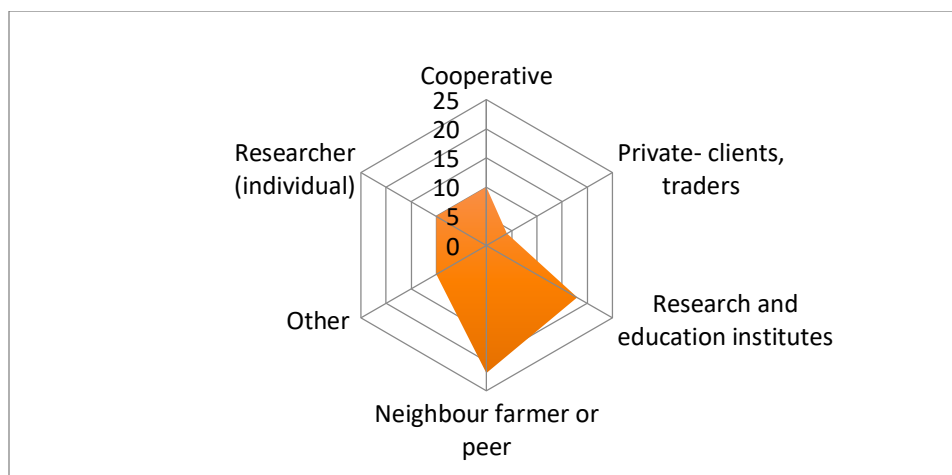 Cooperative
25
20
15
10
5
0
Researcher
(individual)
Private- clients,
traders
Other
Research and
education institutes
Neighbour farmer or
peer